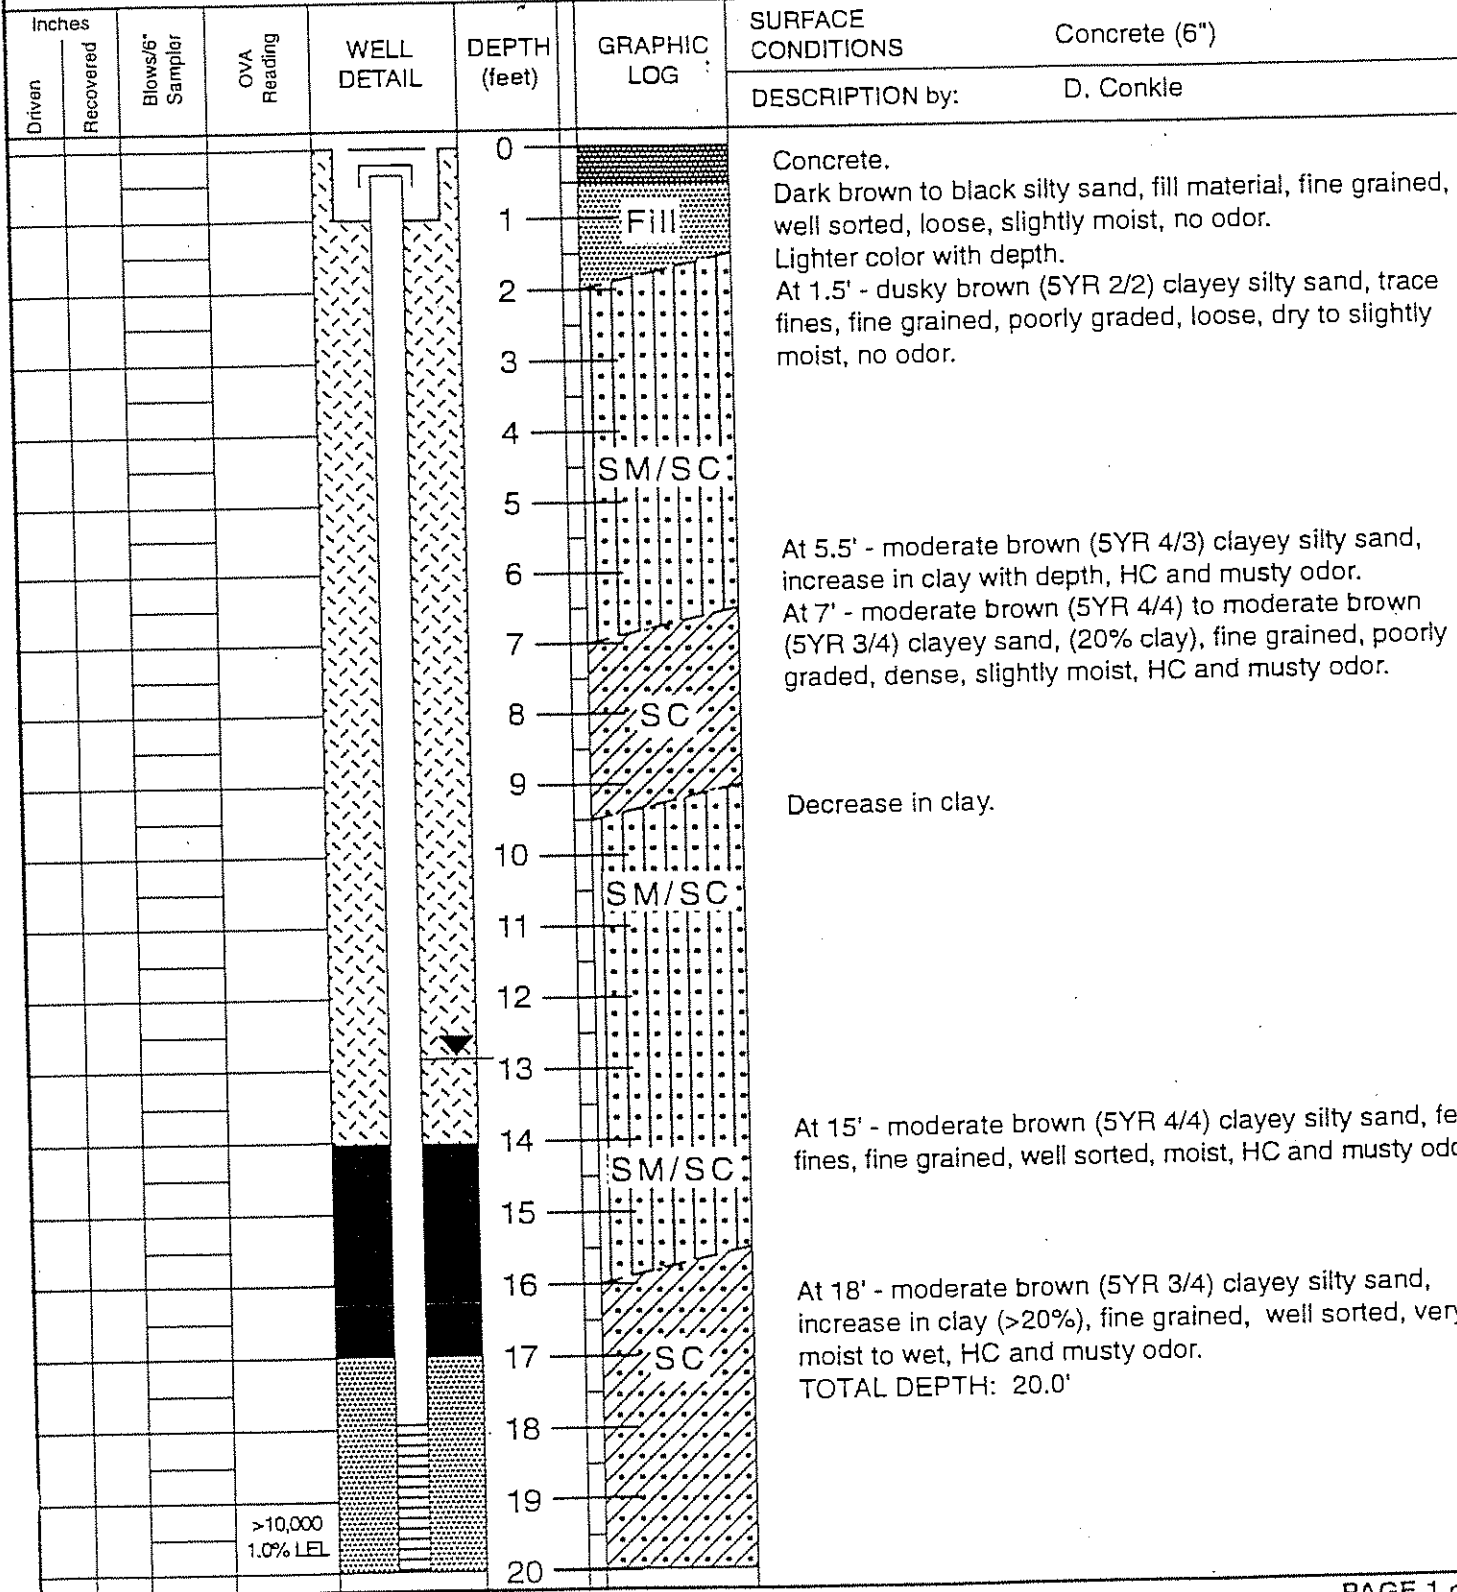 Inches
Driven
Recovered
Blows/6"
Sampler
OVA
Reading
WELL
DETAIL
DEPTH
(feet)
GRAPHIC
LOG
SURFACE
CONDITIONS
Concrete (6")
DESCRIPTION by:
D. Conkle
0
Concrete.
Dark brown to black silty sand, fill material, fine grained,
1
Fill
well sorted, loose, slightly moist, no odor.
Lighter color with depth.
2
At 1.5' - dusky brown (5YR 2/2) clayey silty sand, trace
fines, fine grained, poorly graded, loose, dry to slightly
3
moist, no odor.
4
SM/SC
5
At 5.5' - moderate brown (5YR 4/3) clayey silty sand,
6
increase in clay with depth, HC and musty odor.
At 7' - moderate brown (5YR 4/4) to moderate brown
7
(5YR 3/4) clayey sand, (20% clay), fine grained, poorly
graded, dense, slightly moist, HC and musty odor.
8
SC
9
Decrease in clay.
10
SM/SC
11
12
13
At 15' - moderate brown (5YR 4/4) clayey silty sand,
14
fines, fine grained, well sorted, moist, HC and musty
SM/SC
15
16
At 18' - moderate brown (5YR 3/4) clayey silty sand,
increase in clay (>20%), fine grained, well sorted, very
17
SC
moist to wet, HC and musty odor.
TOTAL DEPTH: 20.0'
18
19
>10,000
1.0% LEL
20
PAGE 1